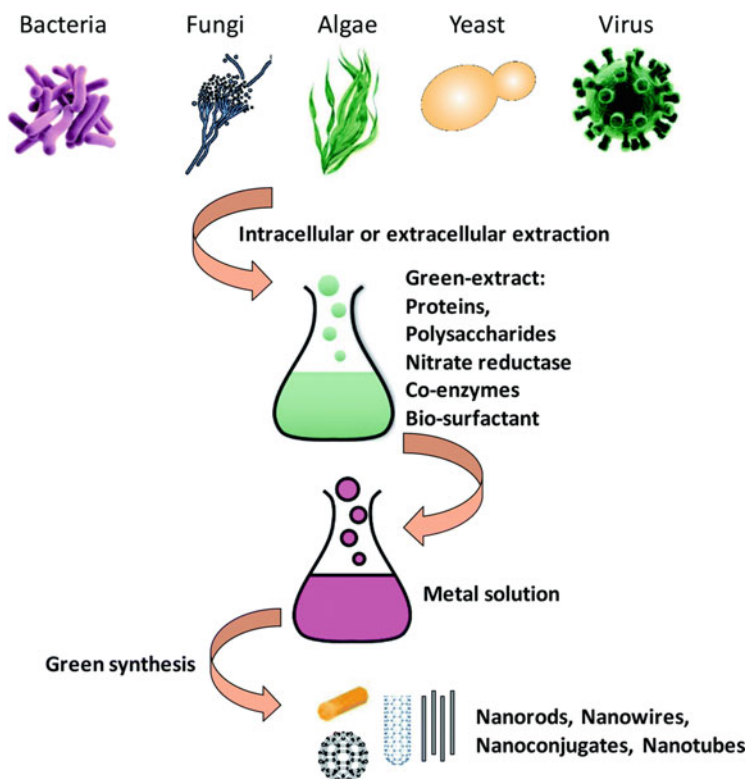 Bacteria Fungi Algae Yeast Virus
Intracellular or extracellular extraction
Green-extract:
Proteins,
Polysaccharides
Nitrate reductase
Co-enzymes
Bio-surfactant
Metal solution
Green synthesis
Nanorods, Nanowires,
Nanoconjugates, Nanotubes